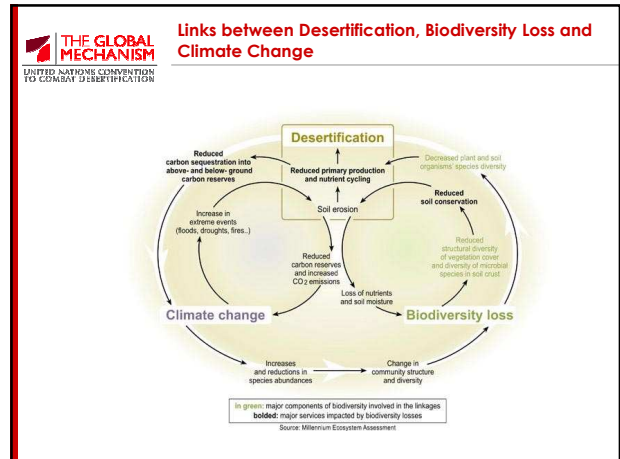 THE GLOBAL
MECHANISM
UNITED NATIONS CONVENTION
TO COMBAT DESERTIFICATION
Links between Desertification, Biodiversity Loss and
Climate Change
Desertification
Reduced
carbon sequestration into
above- and below- ground
carbon reserves
Reduced primary production
and nutrient cycling
Decreased plant and soil
organisms' species diversity
Soil erosion
Reduced
soil conservation
Increase in
extreme events
(floods, droughts, fires..)
Reduced
carbon reserves
and increased
CO2 emissions
Loss of nutrients
and soil moisture
Reduced
structural diversity
of vegetation cover
and diversity of microbial
species in soil crust
Climate change
Biodiversity loss
Increases
and reductions in
species abundances
Change in
community structure
and diversity
in green: major components of biodiversity involved in the linkages
bolded: major services impacted by biodiversity losses
Source: Millennium Ecosystem Assessment